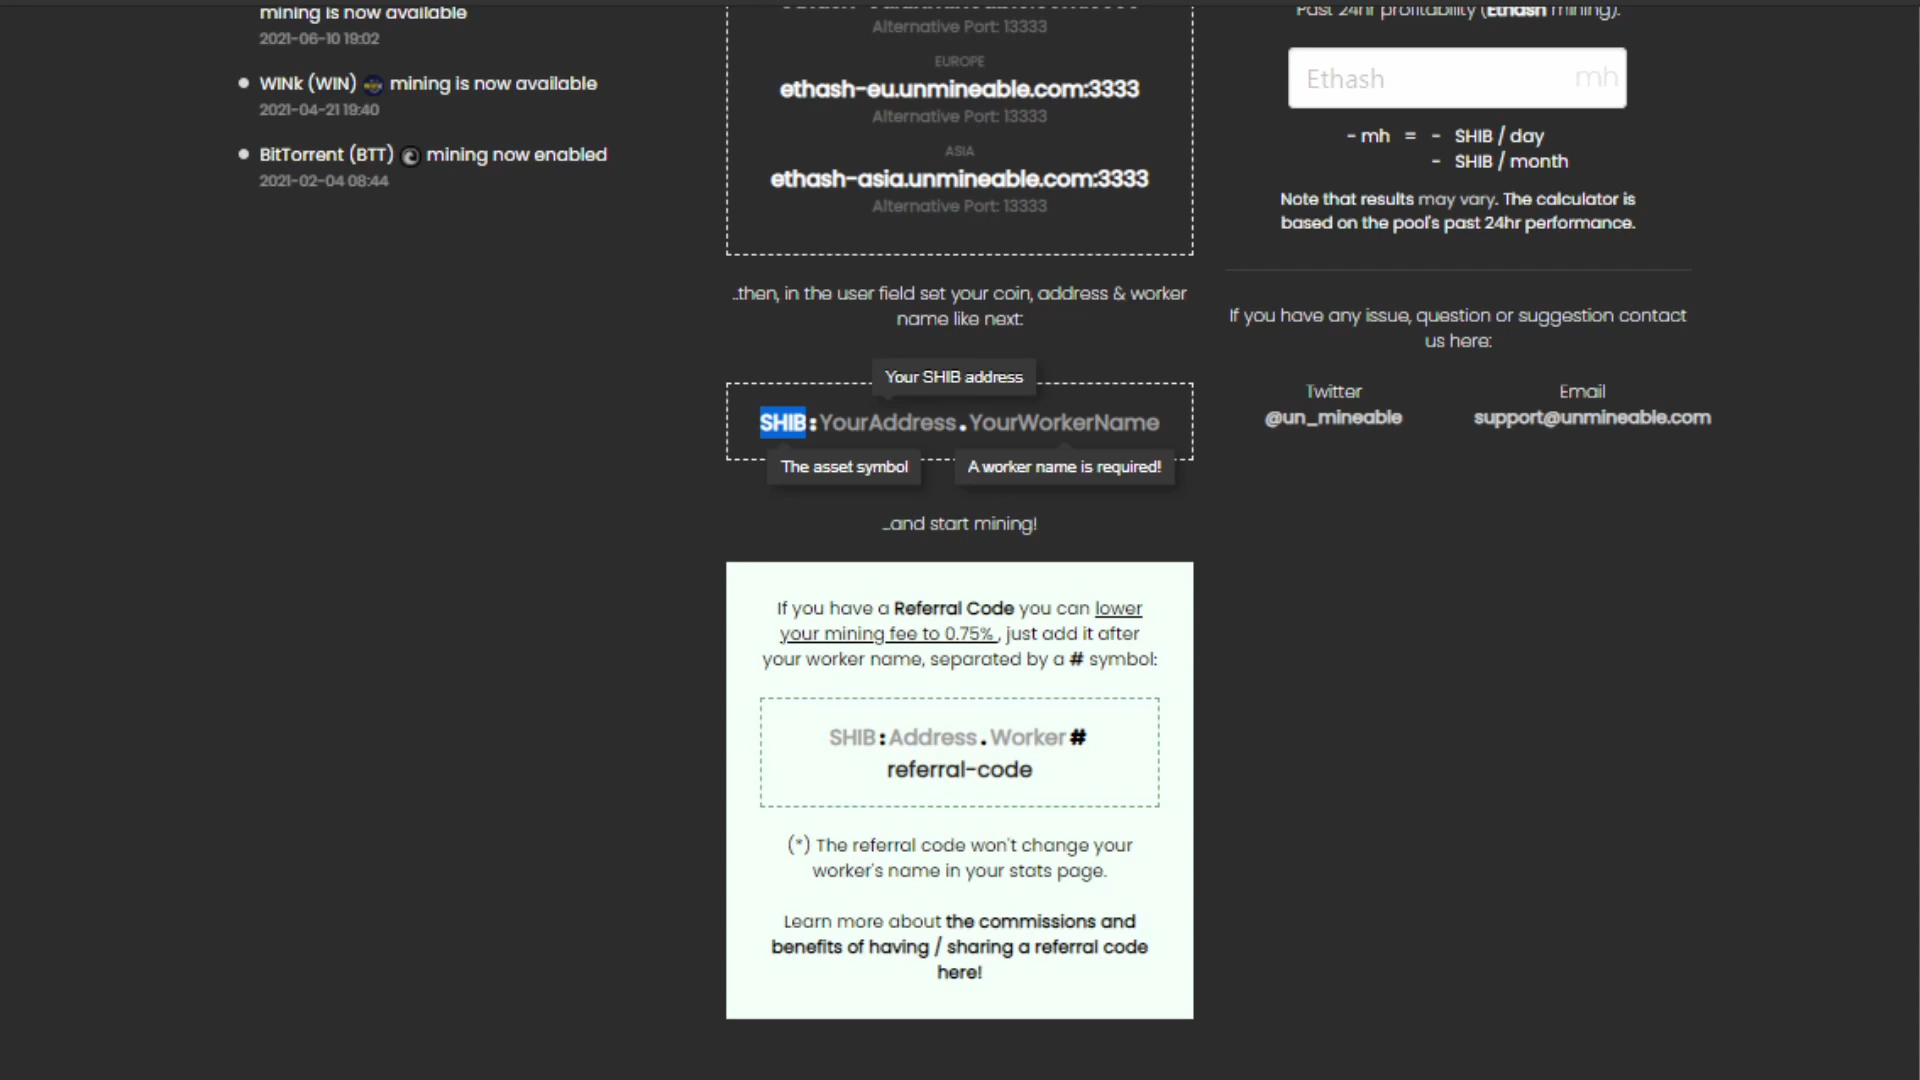 mining is now available
2021-06-10 19:02
WINk (WIN) mining is now available
2021-04-21 19:40
BitTorrent (BTT) mining now enabled
2021-02-04 08:44
Alternative Port: 13333
EUROPE
ethash-eu.unmineable.com:3333
Alternative Port: 13333
ASIA
ethash-asia.unmineable.com:3333
Alternative Port: 13333
..then, in the user field set your coin, address & worker
name like next:
Your SHIB address
SHIB:YourAddress.YourWorkerName
The asset symbol
A worker name is required!
...and start mining!
If you have a Referral Code you can lower
your mining fee to 0.75% , just add it after
your worker name, separated by a # symbol:
SHIB:Address.Worker#
referral-code
(*) The referral code won't change your
worker's name in your stats page.
Learn more about the commissions and
benefits of having / sharing a referral code
here!
Past 24hr profitability (Ethash mining):
Ethash mh
- mh = - SHIB / day
- SHIB / month
Note that results may vary. The calculator is
based on the pool's past 24hr performance.
If you have any issue, question or suggestion contact
us here:
Twitter
@un_mineable
Email
support@unmineable.com